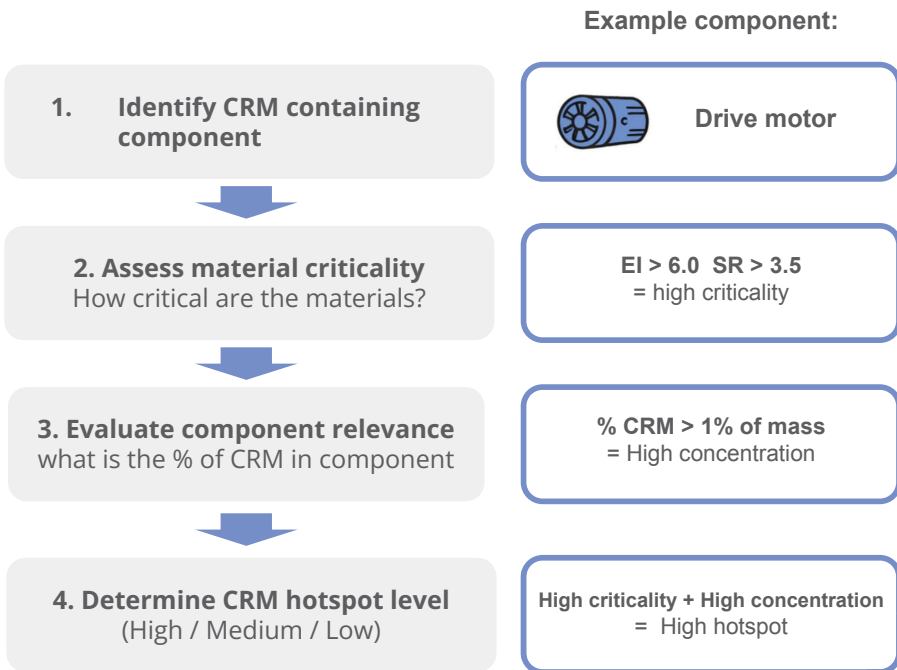 Example component:
1. Identify CRM containing
component
Drive motor
2. Assess material criticality
How critical are the materials?
EI > 6.0 SR > 3.5
= high criticality
3. Evaluate component relevance
what is the % of CRM in component
% CRM > 1% of mass
= High concentration
4. Determine CRM hotspot level
(High / Medium / Low)
High criticality + High concentration
= High hotspot